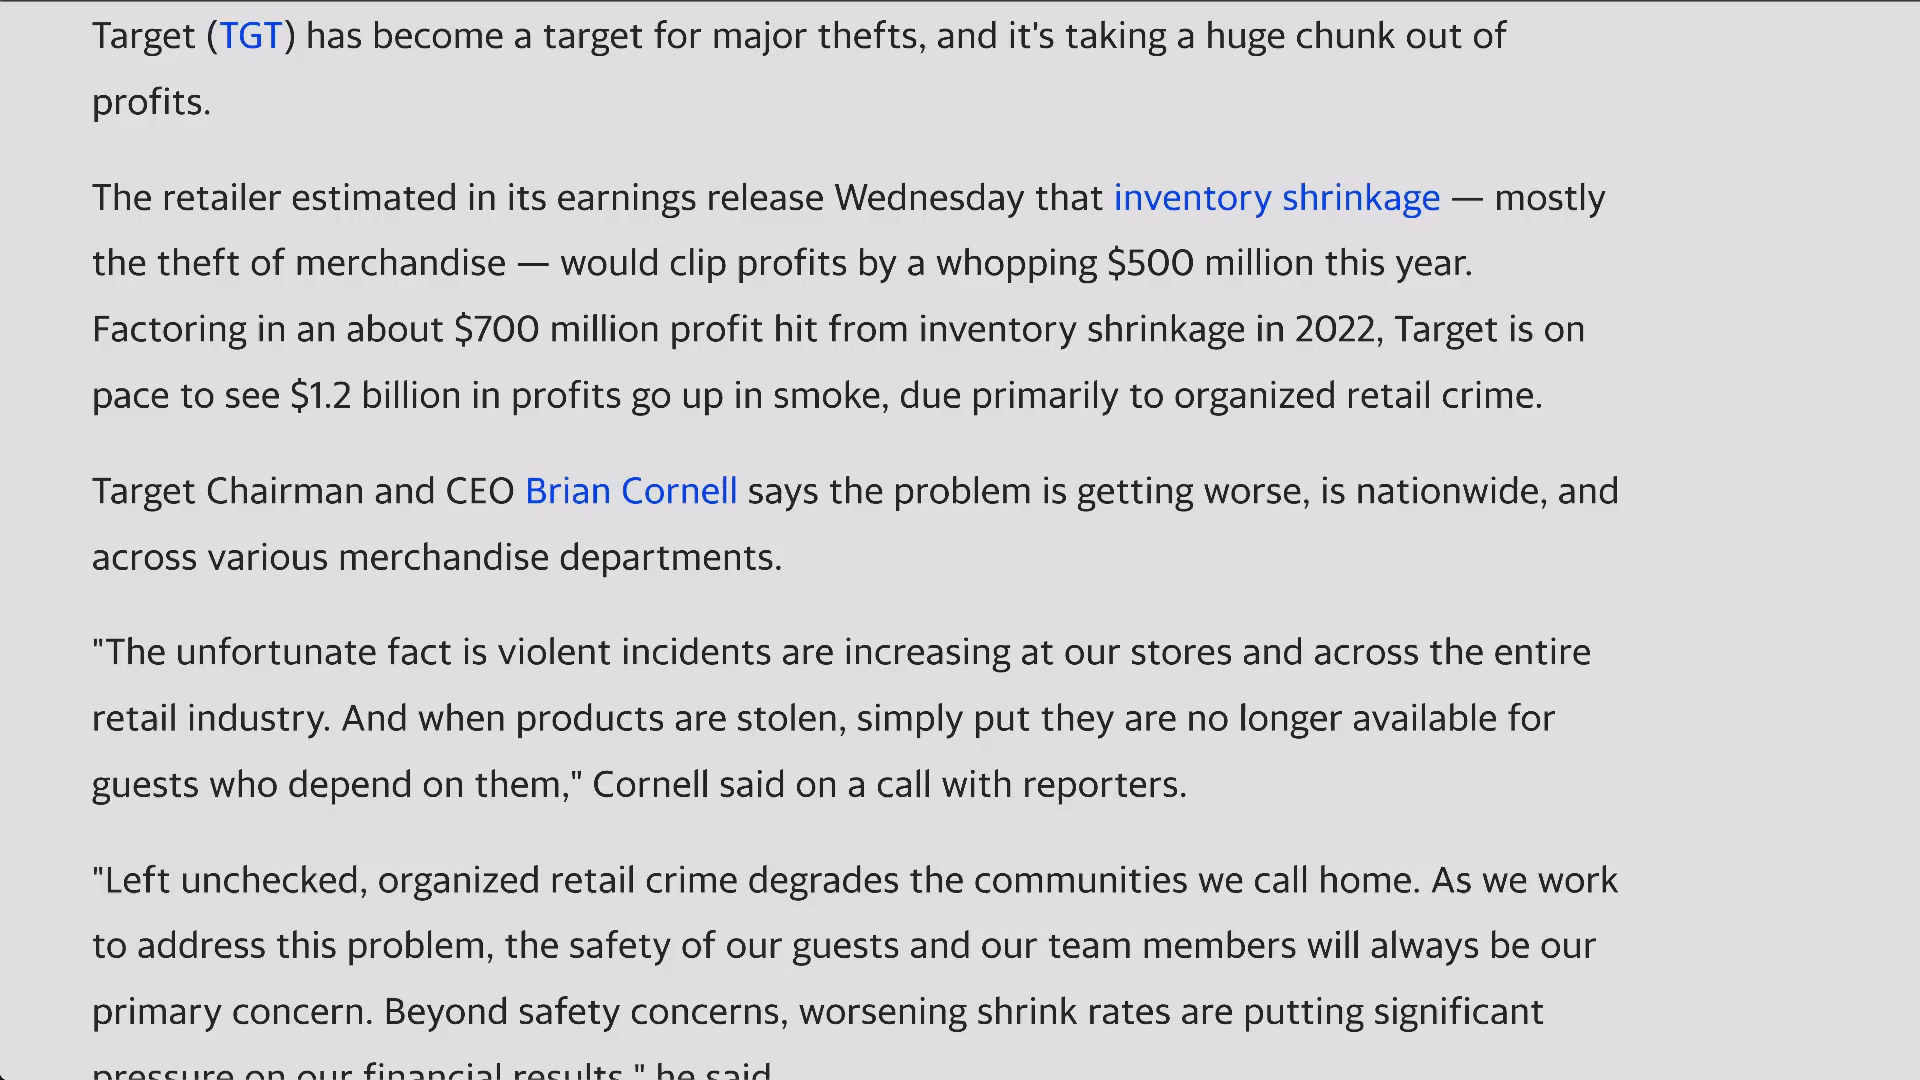 Target (TGT) has become a target for major thefts, and it's taking a huge chunk out of
profits.
The retailer estimated in its earnings release Wednesday that inventory shrinkage — mostly
the theft of merchandise — would clip profits by a whopping $500 million this year.
Factoring in an about $700 million profit hit from inventory shrinkage in 2022, Target is on
pace to see $1.2 billion in profits go up in smoke, due primarily to organized retail crime.
Target Chairman and CEO Brian Cornell says the problem is getting worse, is nationwide, and
across various merchandise departments.
"The unfortunate fact is violent incidents are increasing at our stores and across the entire
retail industry. And when products are stolen, simply put they are no longer available for
guests who depend on them," Cornell said on a call with reporters.
"Left unchecked, organized retail crime degrades the communities we call home. As we work
to address this problem, the safety of our guests and our team members will always be our
primary concern. Beyond safety concerns, worsening shrink rates are putting significant
pressure on our financial results," he said.